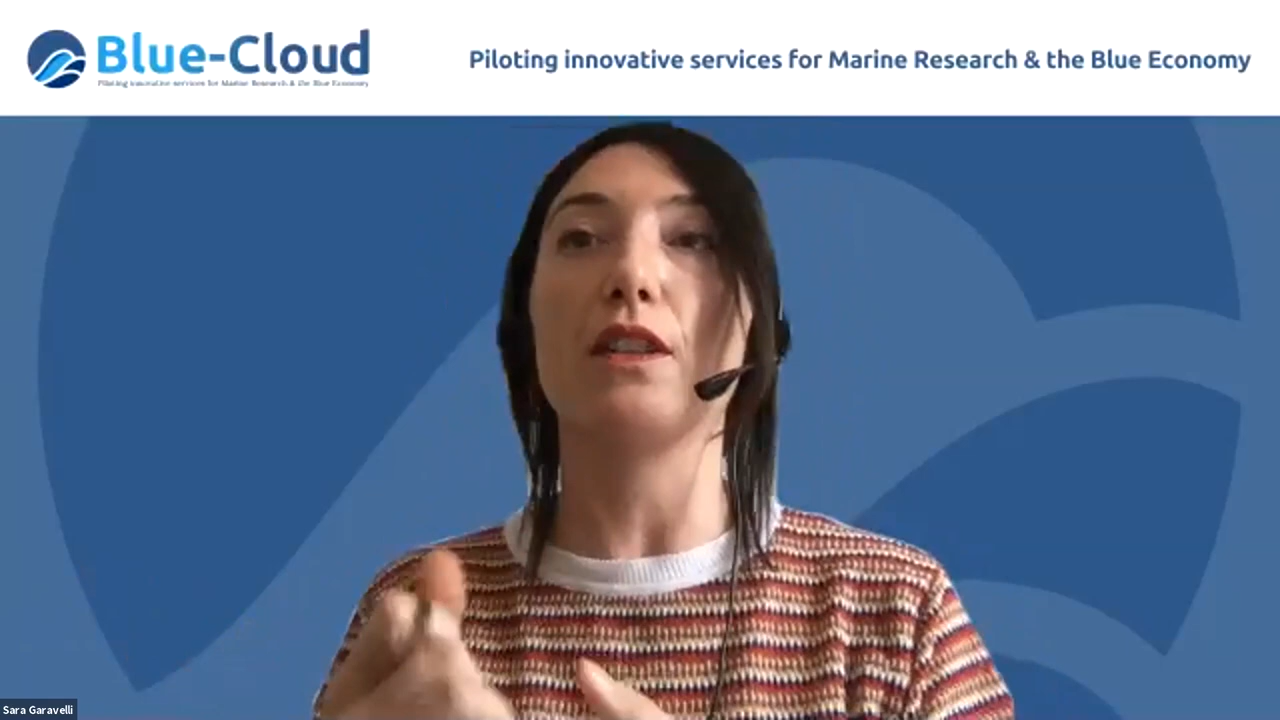 Blue-Cloud
Piloting innovative services for Marine Research & the Blue Economy
Piloting innovative services for Marine Research & the Blue Economy
Sara Garavelli